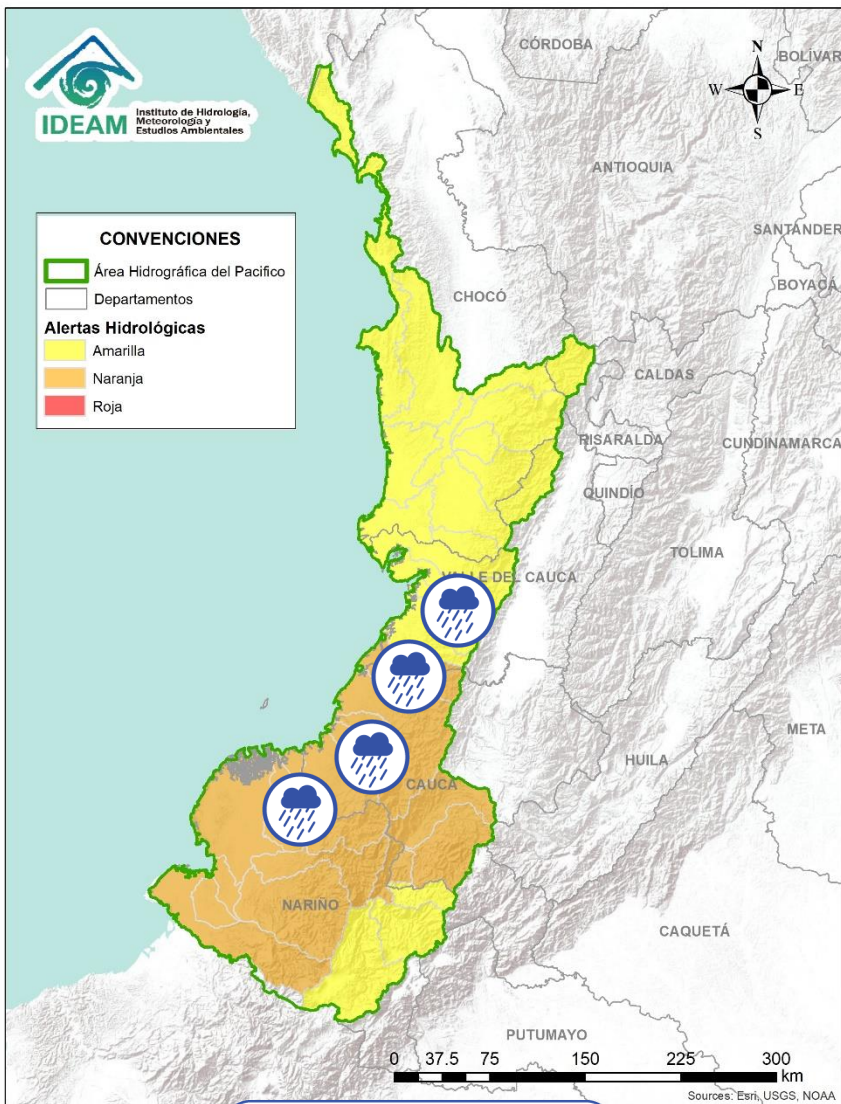 CÓRDOBA
BOLÍVAR
N
W E
S
IDEAM
Instituto de Hidrología,
Meteorología y
Estudios Ambientales
ANTIOQUIA
SANTANDER
BOYACÁ
CONVENCIONES
Área Hidrográfica del Pacifico
Departamentos
Alertas Hidrológicas
Amarilla
Naranja
Roja
CHOCÓ
CALDAS
RISARALDA
CUNDINAMARCA
QUINDÍO
TOLIMA
VALLE DEL CAUCA
META
HUILA
CAUCA
NARIÑO
CAQUETÁ
PUTUMAYO
0 37.5 75 150 225 300
km
Sources: Esri, USGS, NOAA